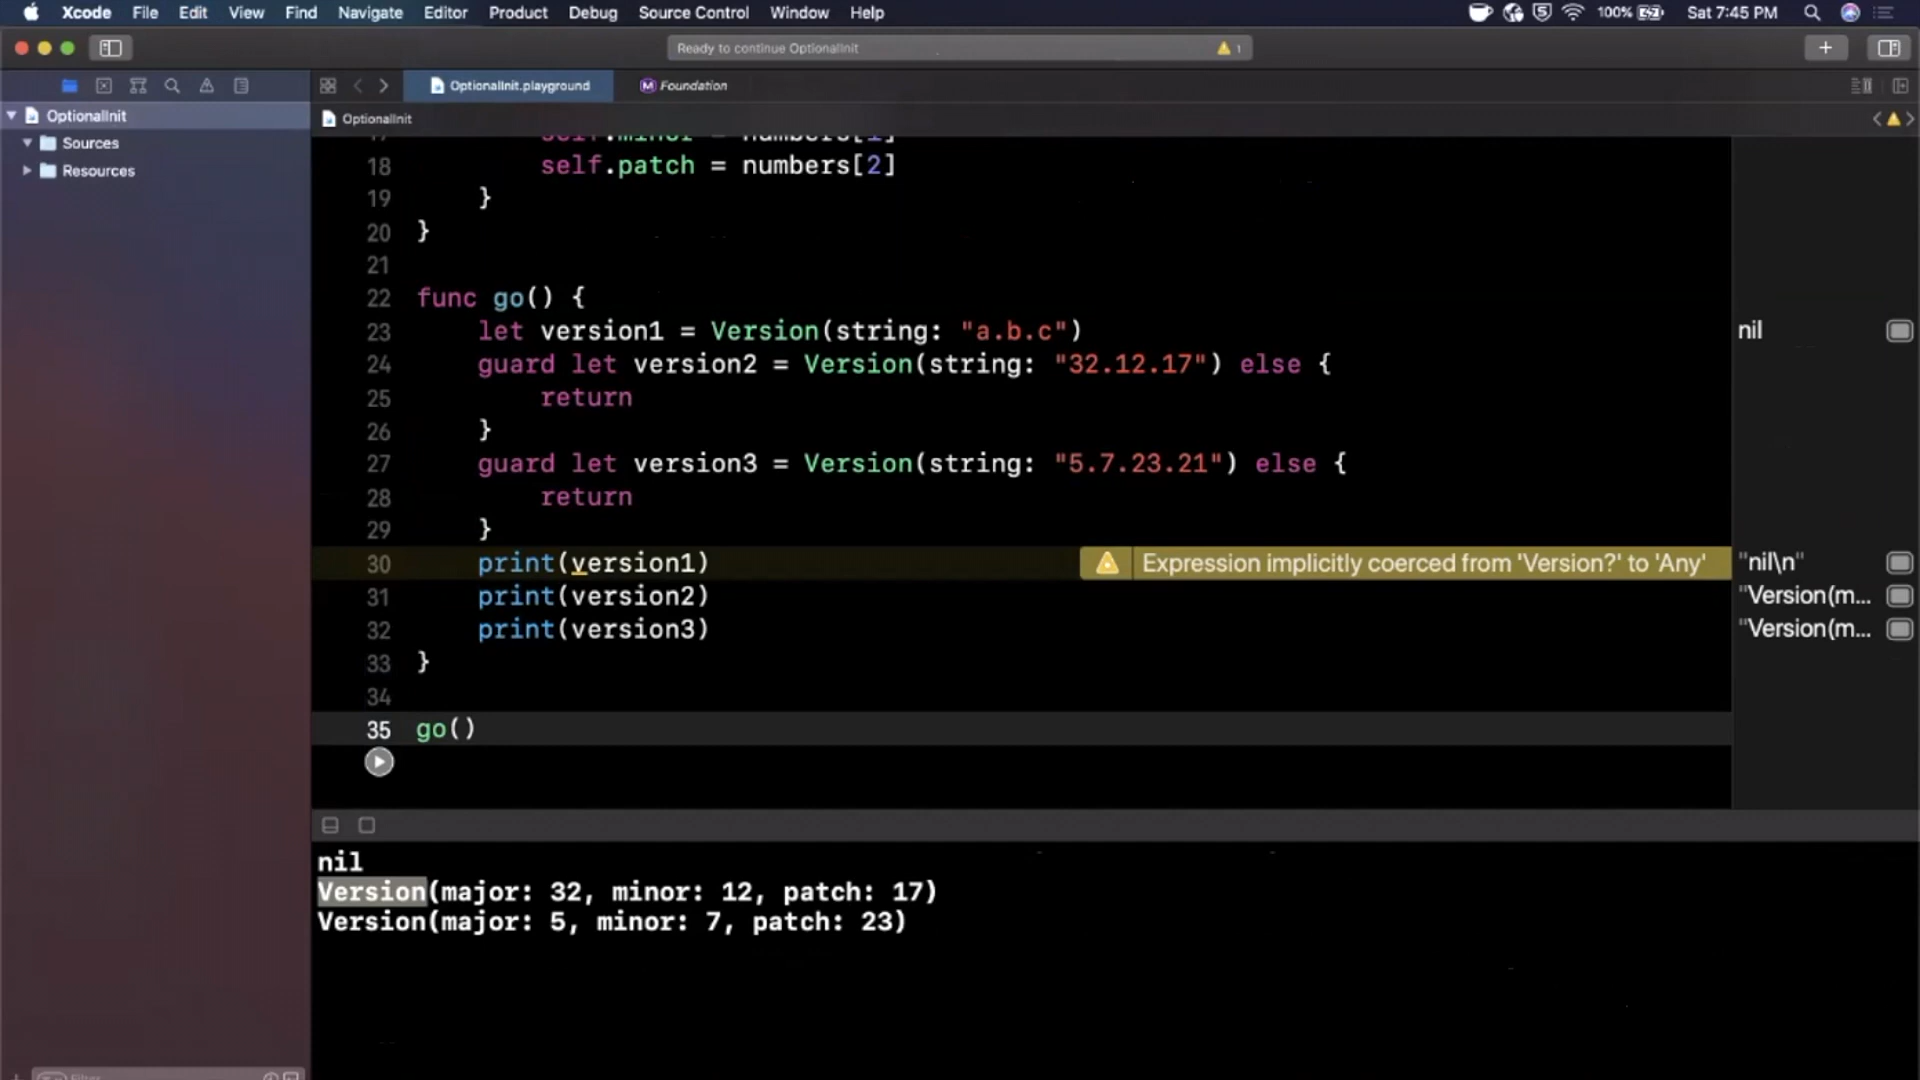 Xcode File Edit View Find Navigate Editor Product Debug Source Control Window Help 100% Sat 7:45 PM
Ready to continue OptionalInit 1
OptionalInit.playground Foundation
OptionalInit
OptionalInit
Sources
Resources
17 self.minor = numbers[1]
18 self.patch = numbers[2]
19 }
20 }
21
22 func go() {
23 let version1 = Version(string: "a.b.c") nil
24 guard let version2 = Version(string: "32.12.17") else {
25 return
26 }
27 guard let version3 = Version(string: "5.7.23.21") else {
28 return
29 }
30 print(version1) Expression implicitly coerced from 'Version?' to 'Any' "nil\n"
31 print(version2) "Version(m...
32 print(version3) "Version(m...
33 }
34
35 go()
nil
Version(major: 32, minor: 12, patch: 17)
Version(major: 5, minor: 7, patch: 23)
Filter